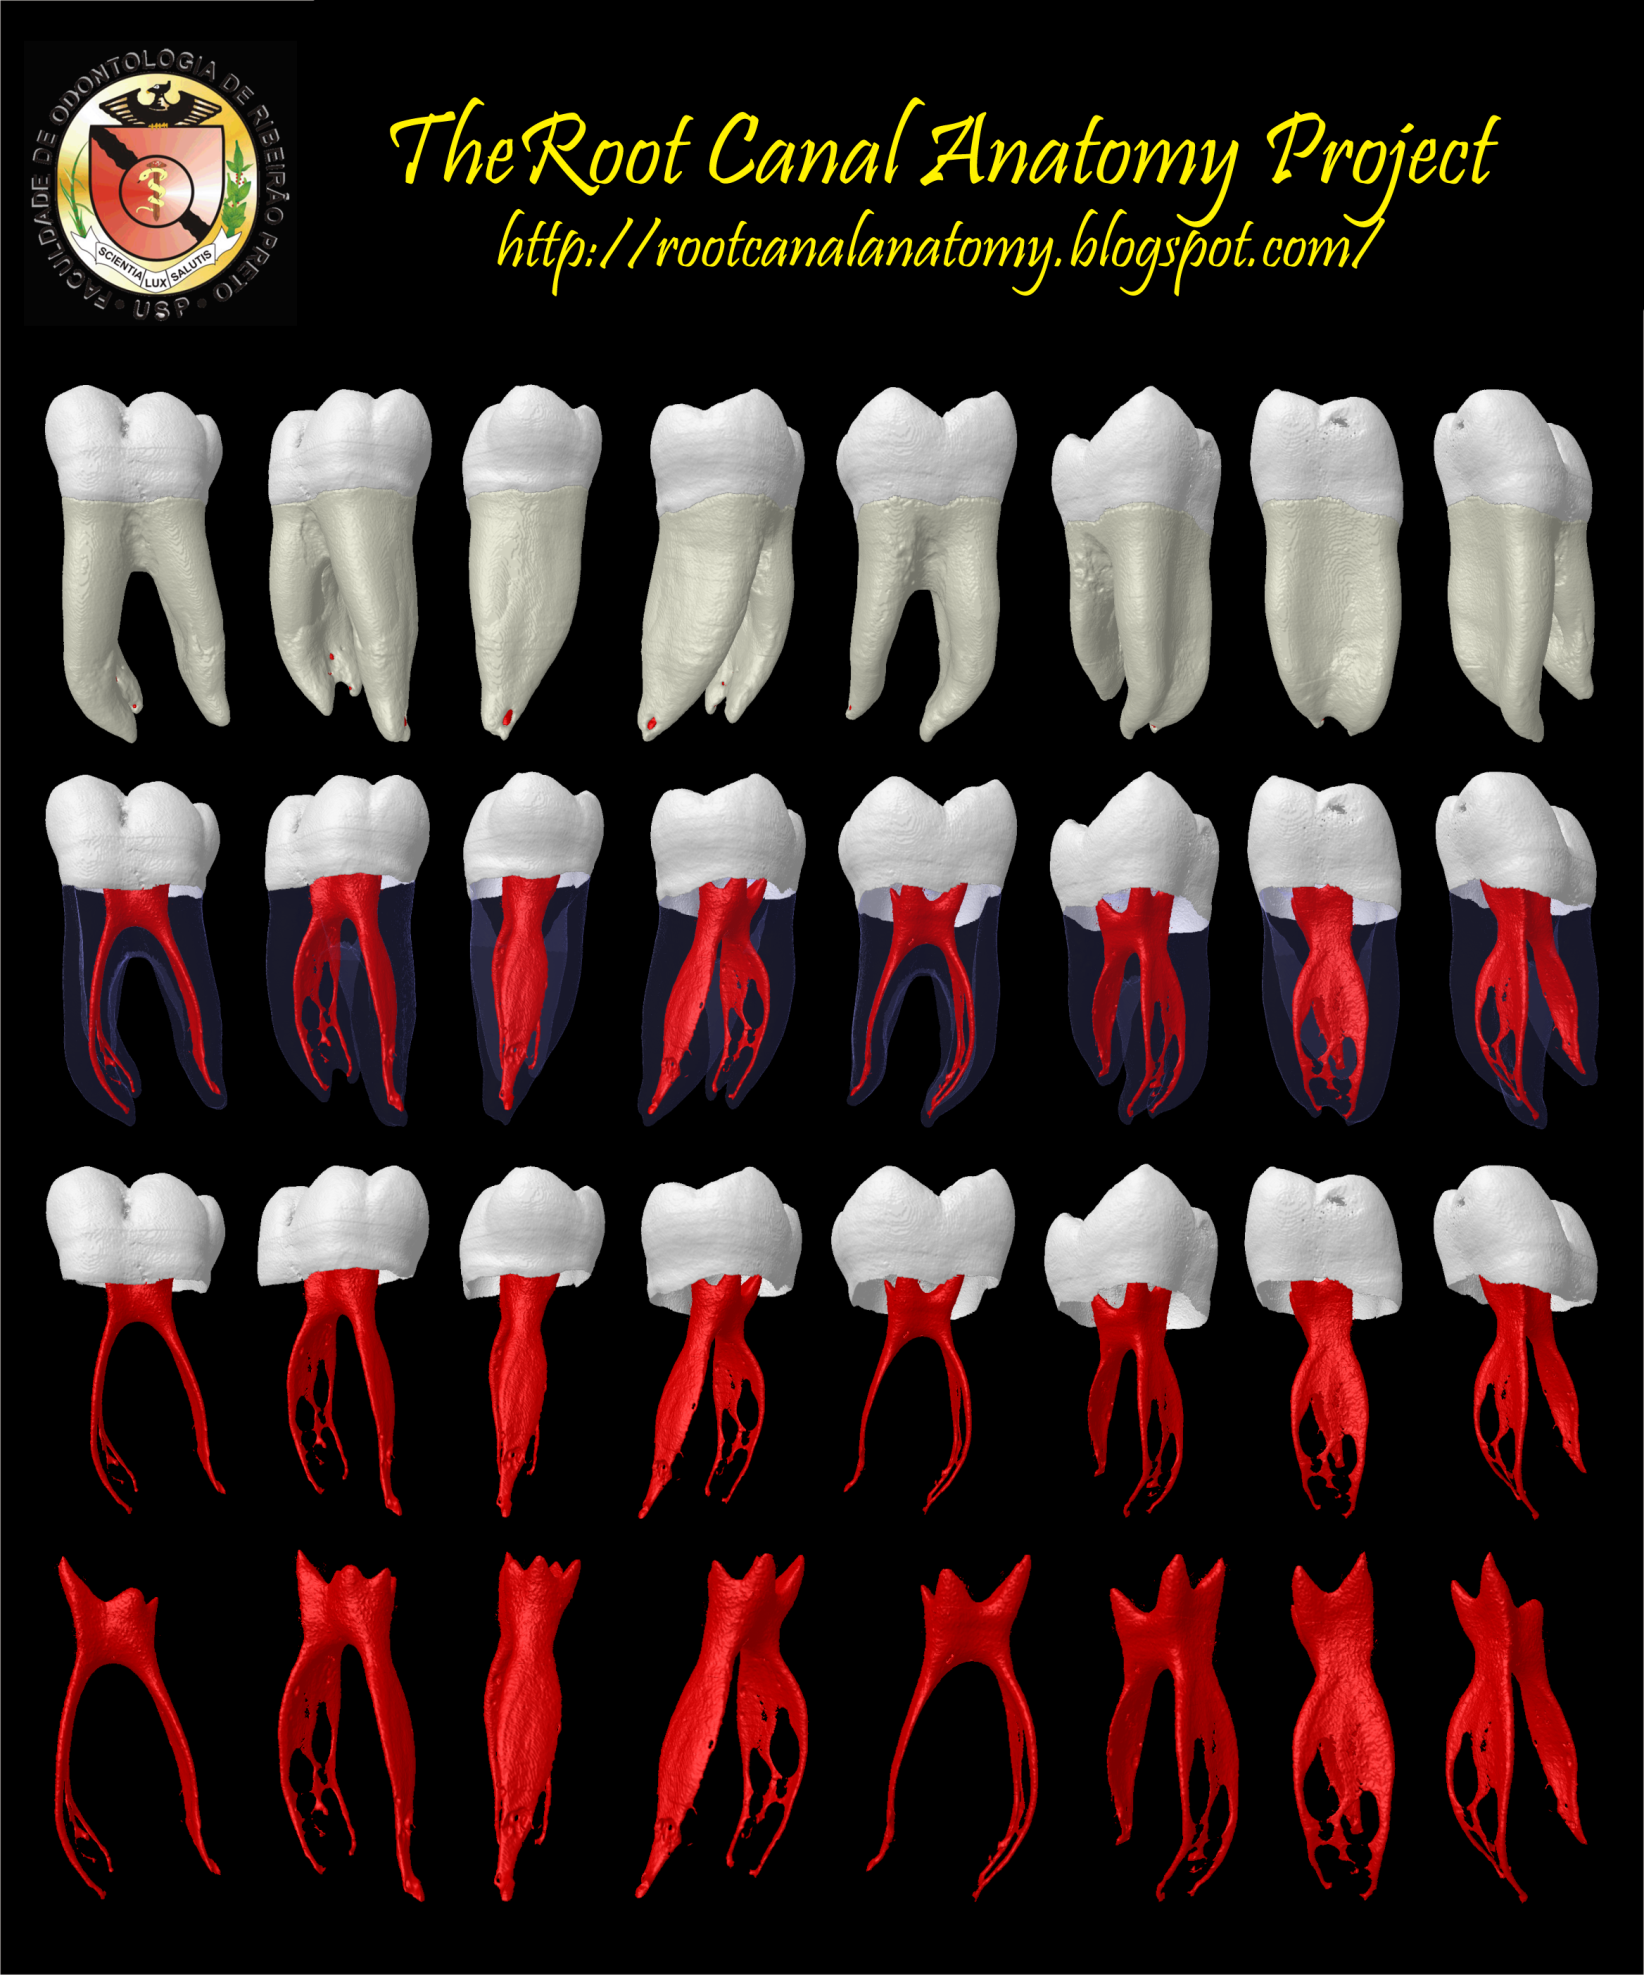 FACULDADE DE ODONTOLOGIA DE RIBEIRÃO PRETO
· USP ·
SCIENTIA LUX SALUTIS
The Root Canal Anatomy Project
http://rootcanalanatomy.blogspot.com/